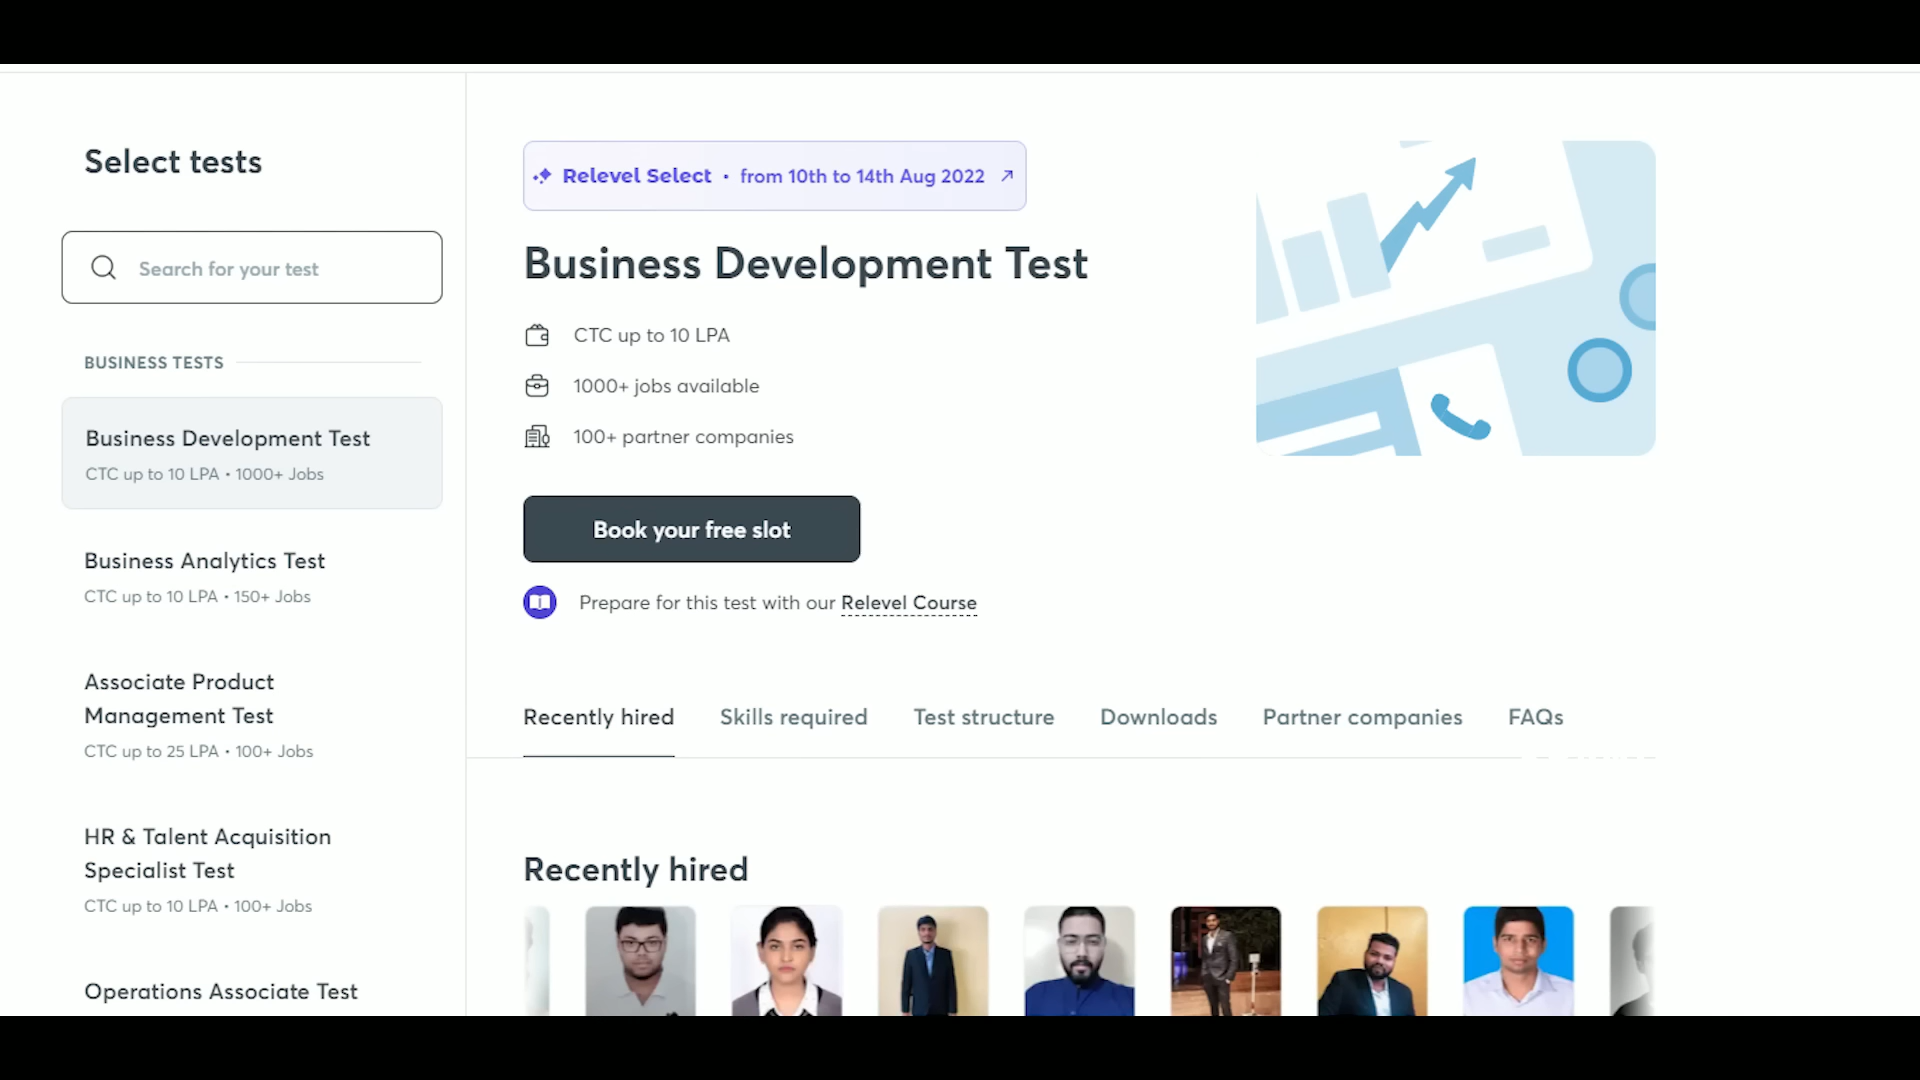 Select tests
Search for your test
BUSINESS TESTS
Business Development Test
CTC up to 10 LPA • 1000+ Jobs
Business Analytics Test
CTC up to 10 LPA • 150+ Jobs
Associate Product
Management Test
CTC up to 25 LPA • 100+ Jobs
HR & Talent Acquisition
Specialist Test
CTC up to 10 LPA • 100+ Jobs
Operations Associate Test
Relevel Select • from 10th to 14th Aug 2022
Business Development Test
CTC up to 10 LPA
1000+ jobs available
100+ partner companies
Book your free slot
Prepare for this test with our Relevel Course
Recently hired Skills required Test structure Downloads Partner companies FAQs
Recently hired